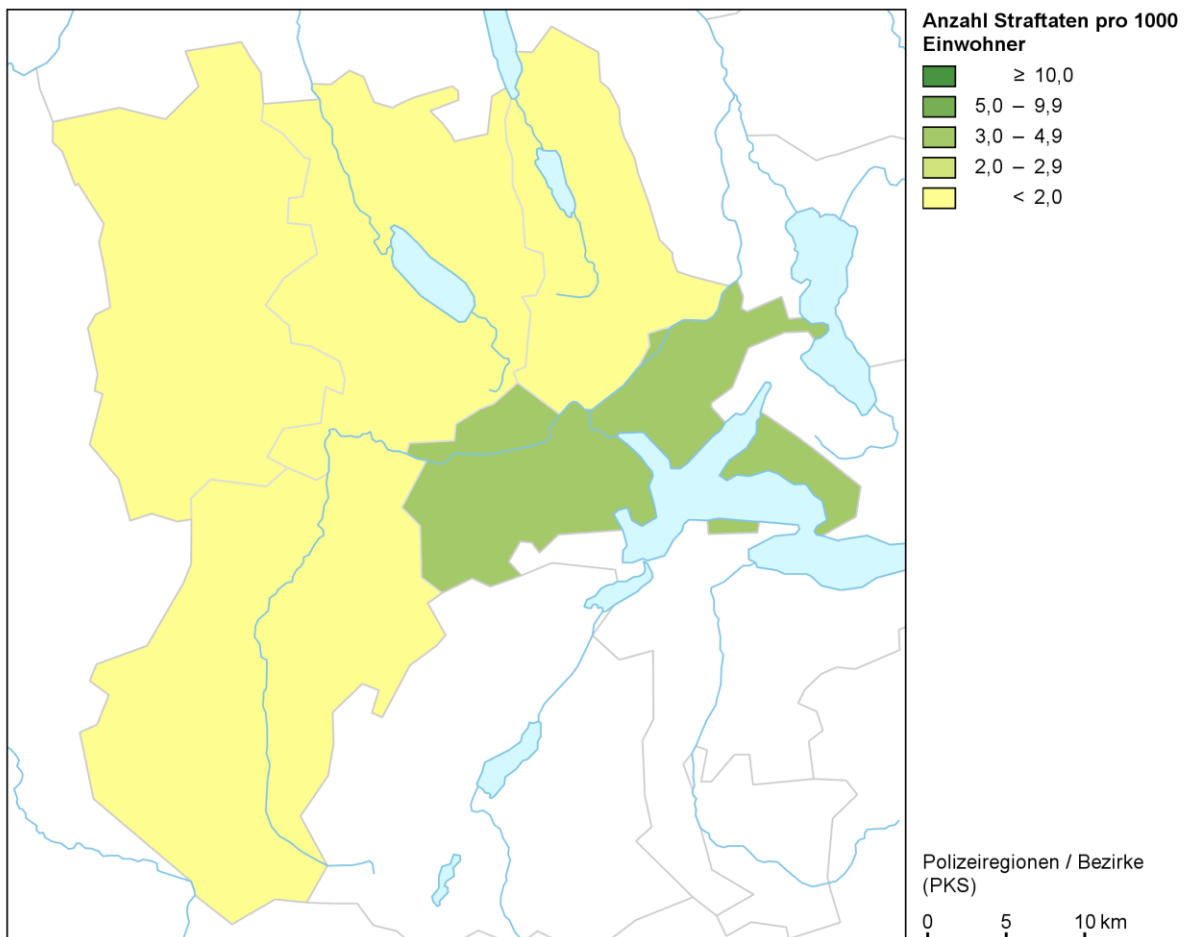 Anzahl Straftaten pro 1000
Einwohner
≥ 10,0
5,0 – 9,9
3,0 – 4,9
2,0 – 2,9
< 2,0
Polizeiregionen / Bezirke
(PKS)
0 5 10 km